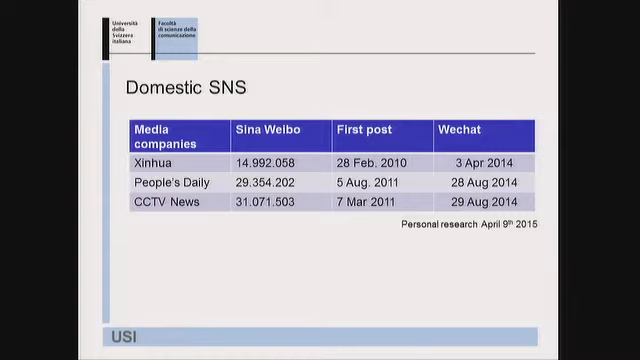 Università
della
Svizzera
italiana
Facoltà
di scienze della
comunicazione
Domestic SNS
Media companies Sina Weibo First post Wechat
Xinhua 14.992.058 28 Feb. 2010 3 Apr 2014
People's Daily 29.354.202 5 Aug. 2011 28 Aug 2014
CCTV News 31.071.503 7 Mar 2011 29 Aug 2014
Personal research April 9th 2015
USI